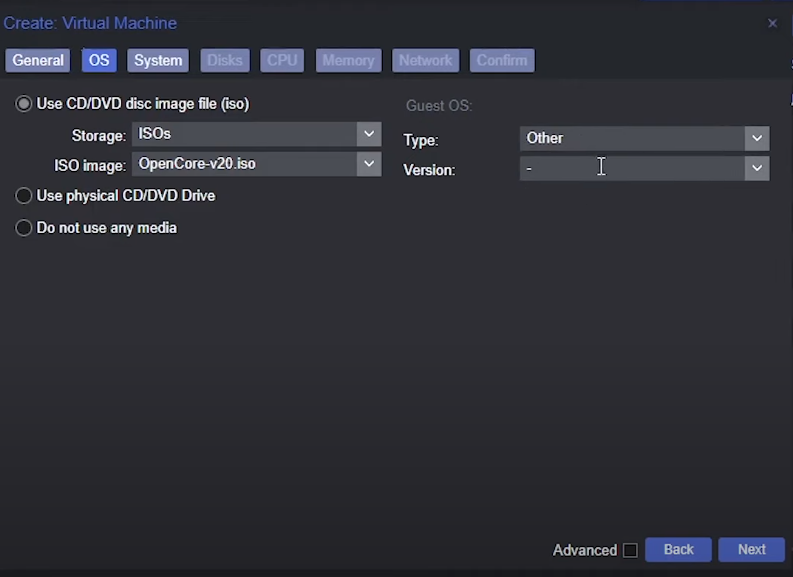 Create: Virtual Machine
General OS System Disks CPU Memory Network Confirm
Use CD/DVD disc image file (iso)
Storage: ISOs
ISO image: OpenCore-v20.iso
Use physical CD/DVD Drive
Do not use any media
Guest OS:
Type: Other
Version: -
Advanced Back Next